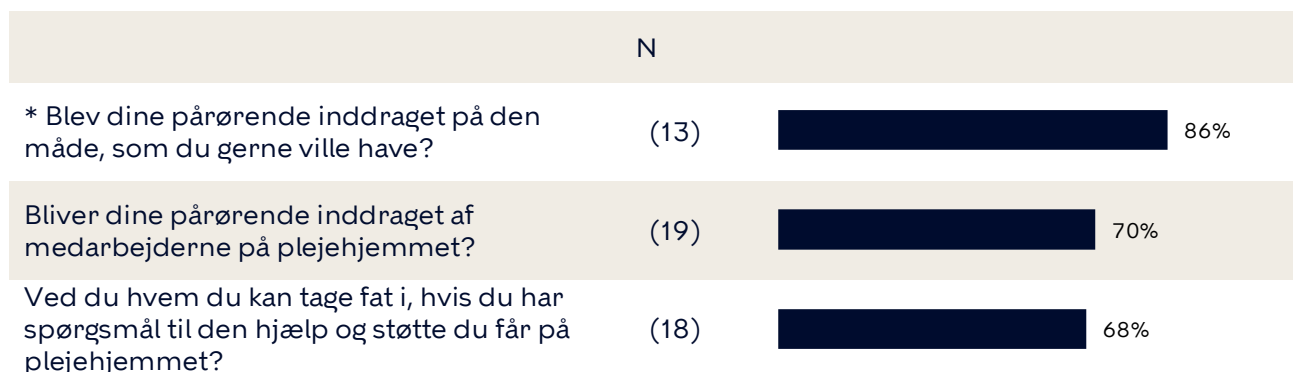 N
* Blev dine pårørende inddraget på den
måde, som du gerne ville have?
(13)
86%
Bliver dine pårørende inddraget af
medarbejderne på plejehjemmet?
(19)
70%
Ved du hvem du kan tage fat i, hvis du har
spørgsmål til den hjælp og støtte du får på
plejehjemmet?
(18)
68%